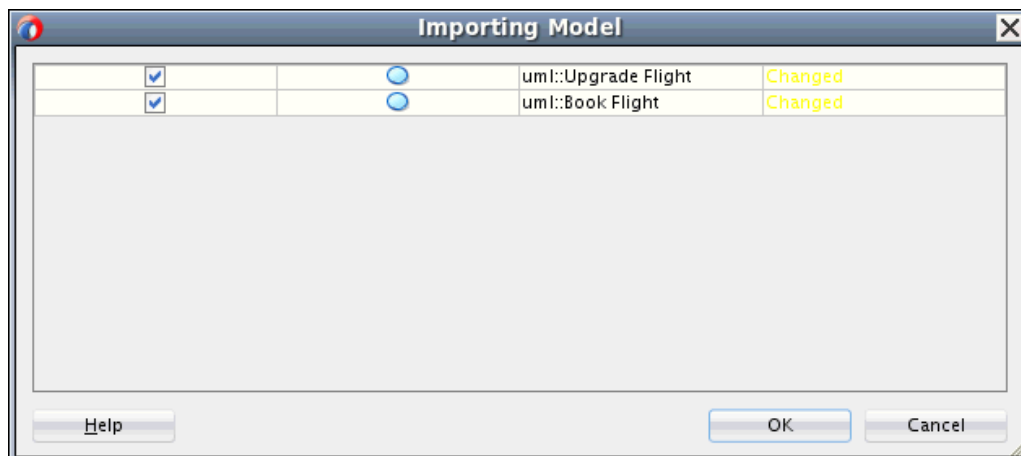 Importing Model
uml::Upgrade Flight Changed
uml::Book Flight Changed
Help OK Cancel